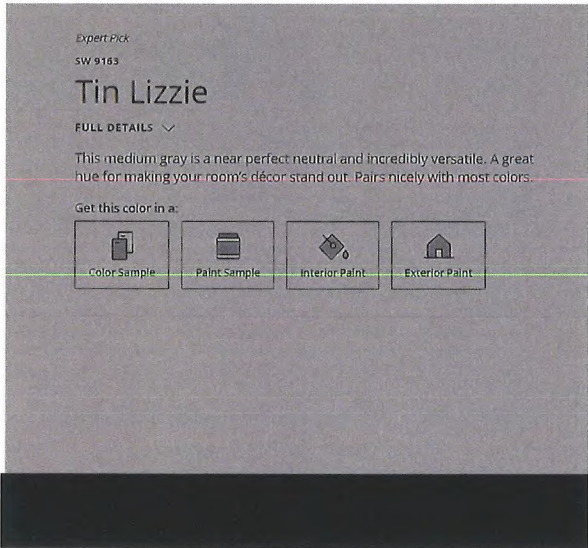 Expert Pick
SW 9163
Tin Lizzie
FULL DETAILS
This medium gray is a near perfect neutral and incredibly versatile. A great
hue for making your room's décor stand out. Pairs nicely with most colors.
Get this color in a:
Color Sample Paint Sample Interior Paint Exterior Paint